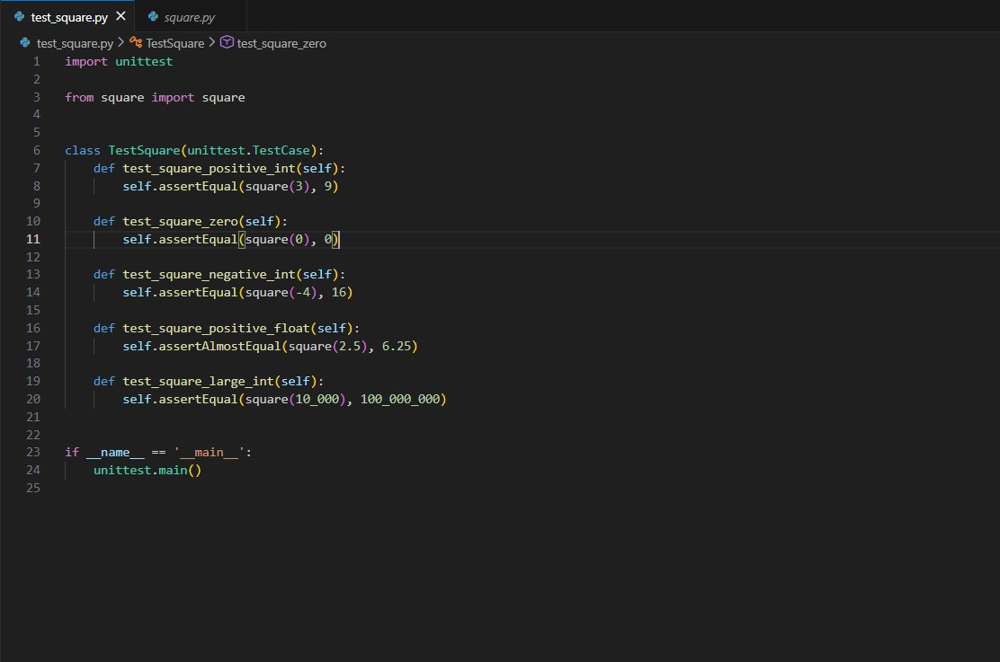 test_square.py square.py
test_square.py > TestSquare > test_square_zero
1 import unittest
2
3 from square import square
4
5
6 class TestSquare(unittest.TestCase):
7     def test_square_positive_int(self):
8         self.assertEqual(square(3), 9)
9
10     def test_square_zero(self):
11         self.assertEqual(square(0), 0)
12
13     def test_square_negative_int(self):
14         self.assertEqual(square(-4), 16)
15
16     def test_square_positive_float(self):
17         self.assertAlmostEqual(square(2.5), 6.25)
18
19     def test_square_large_int(self):
20         self.assertEqual(square(10_000), 100_000_000)
21
22
23 if __name__ == '__main__':
24     unittest.main()
25